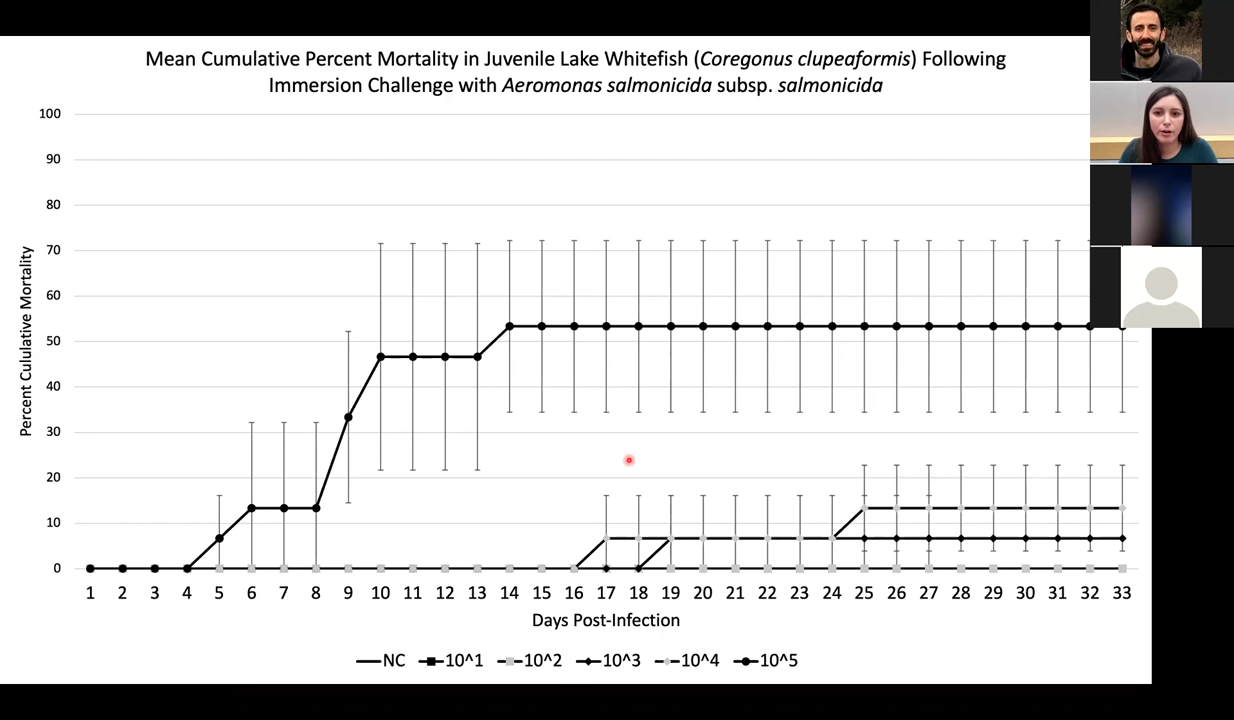 Mean Cumulative Percent Mortality in Juvenile Lake Whitefish (Coregonus clupeaformis) Following
Immersion Challenge with Aeromonas salmonicida subsp. salmonicida
100
90
80
70
60
50
40
30
20
10
0
Percent Cululative Mortality
1 2 3 4 5 6 7 8 9 10 11 12 13 14 15 16 17 18 19 20 21 22 23 24 25 26 27 28 29 30 31 32 33
Days Post-Infection
NC 10^1 10^2 10^3 10^4 10^5